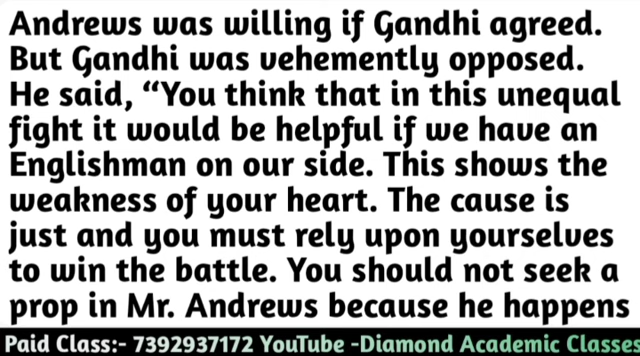 Andrews was willing if Gandhi agreed.
But Gandhi was vehemently opposed.
He said, “You think that in this unequal
fight it would be helpful if we have an
Englishman on our side. This shows the
weakness of your heart. The cause is
just and you must rely upon yourselves
to win the battle. You should not seek a
prop in Mr. Andrews because he happens
Paid Class:- 7392937172 YouTube -Diamond Academic Classes